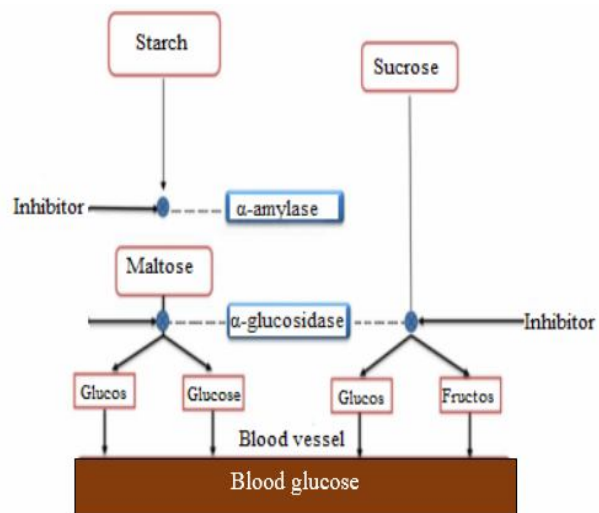 Starch
Sucrose
Inhibitor
α-amylase
Maltose
α-glucosidase
Inhibitor
Glucos
Glucose
Glucos
Fructos
Blood vessel
Blood glucose